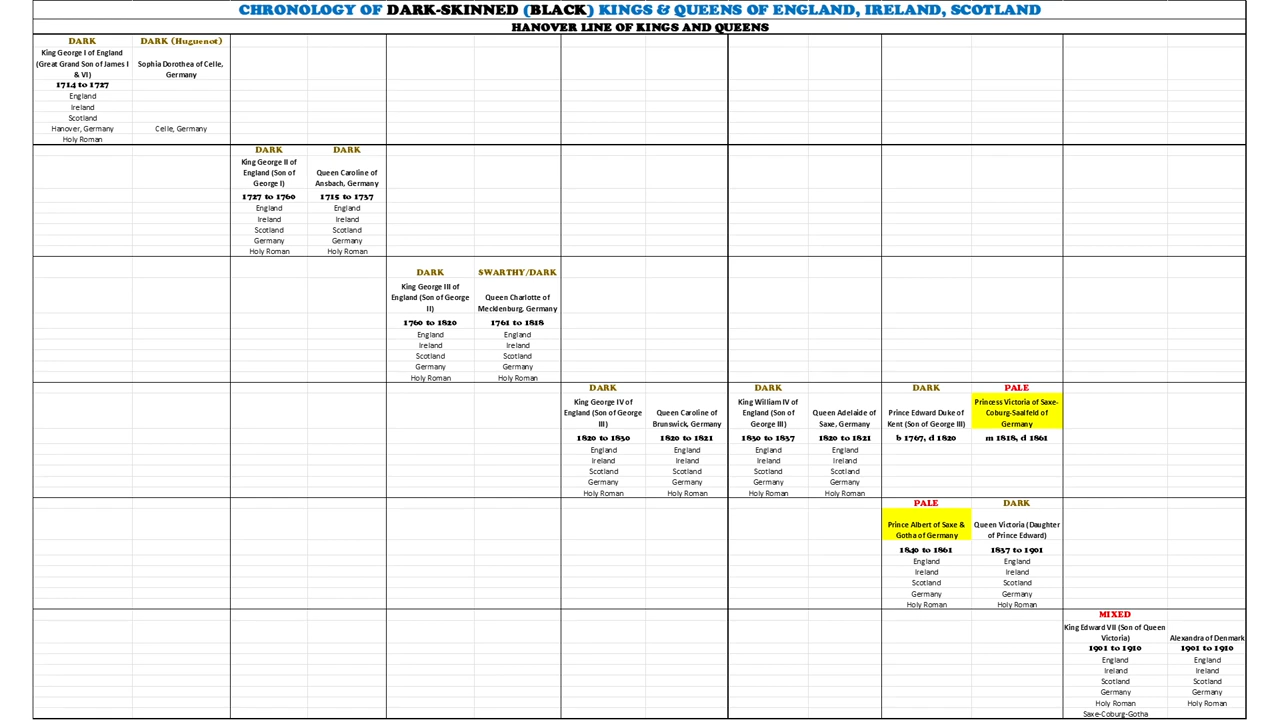 CHRONOLOGY OF DARK-SKINNED (BLACK) KINGS & QUEENS OF ENGLAND, IRELAND, SCOTLAND
HANOVER LINE OF KINGS AND QUEENS
DARK
King George I of England
(Great Grand Son of James I
& VI)
1714 to 1727
England
Ireland
Scotland
Hanover, Germany
Holy Roman
DARK (Huguenot)
Sophia Dorothea of Celle,
Germany
Celle, Germany
DARK
King George II of
England (Son of
George I)
1727 to 1760
England
Ireland
Scotland
Germany
Holy Roman
DARK
Queen Caroline of
Ansbach, Germany
1715 to 1737
England
Ireland
Scotland
Germany
Holy Roman
DARK
King George III of
England (Son of George
II)
1760 to 1820
England
Ireland
Scotland
Germany
Holy Roman
SWARTHY/DARK
Queen Charlotte of
Mecklenburg, Germany
1761 to 1818
England
Ireland
Scotland
Germany
Holy Roman
DARK
King George IV of
England (Son of George
III)
1820 to 1830
England
Ireland
Scotland
Germany
Holy Roman
Queen Caroline of
Brunswick, Germany
1820 to 1821
England
Ireland
Scotland
Germany
Holy Roman
DARK
King William IV of
England (Son of
George III)
1830 to 1837
England
Ireland
Scotland
Germany
Holy Roman
Queen Adelaide of
Saxe, Germany
1820 to 1821
England
Ireland
Scotland
Germany
Holy Roman
DARK
Prince Edward Duke of
Kent (Son of George III)
b 1767, d 1820
PALE
Princess Victoria of Saxe-
Coburg-Saalfeld of
Germany
m 1818, d 1861
PALE
Prince Albert of Saxe &
Gotha of Germany
1840 to 1861
England
Ireland
Scotland
Germany
Holy Roman
DARK
Queen Victoria (Daughter
of Prince Edward)
1837 to 1901
England
Ireland
Scotland
Germany
Holy Roman
MIXED
King Edward VII (Son of Queen
Victoria)
1901 to 1910
England
Ireland
Scotland
Germany
Holy Roman
Saxe-Coburg-Gotha
Alexandra of Denmark
1901 to 1910
England
Ireland
Scotland
Germany
Holy Roman